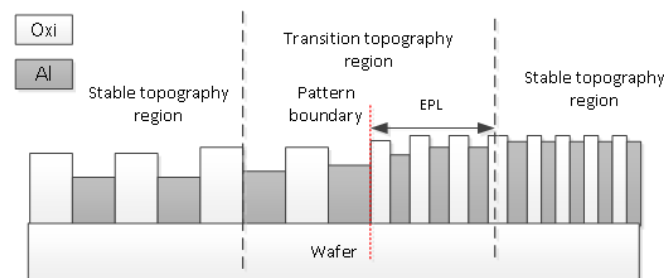 Oxi
Al
Transition topography
region
Stable topography
region
Pattern
boundary
EPL
Stable topography
region
Wafer